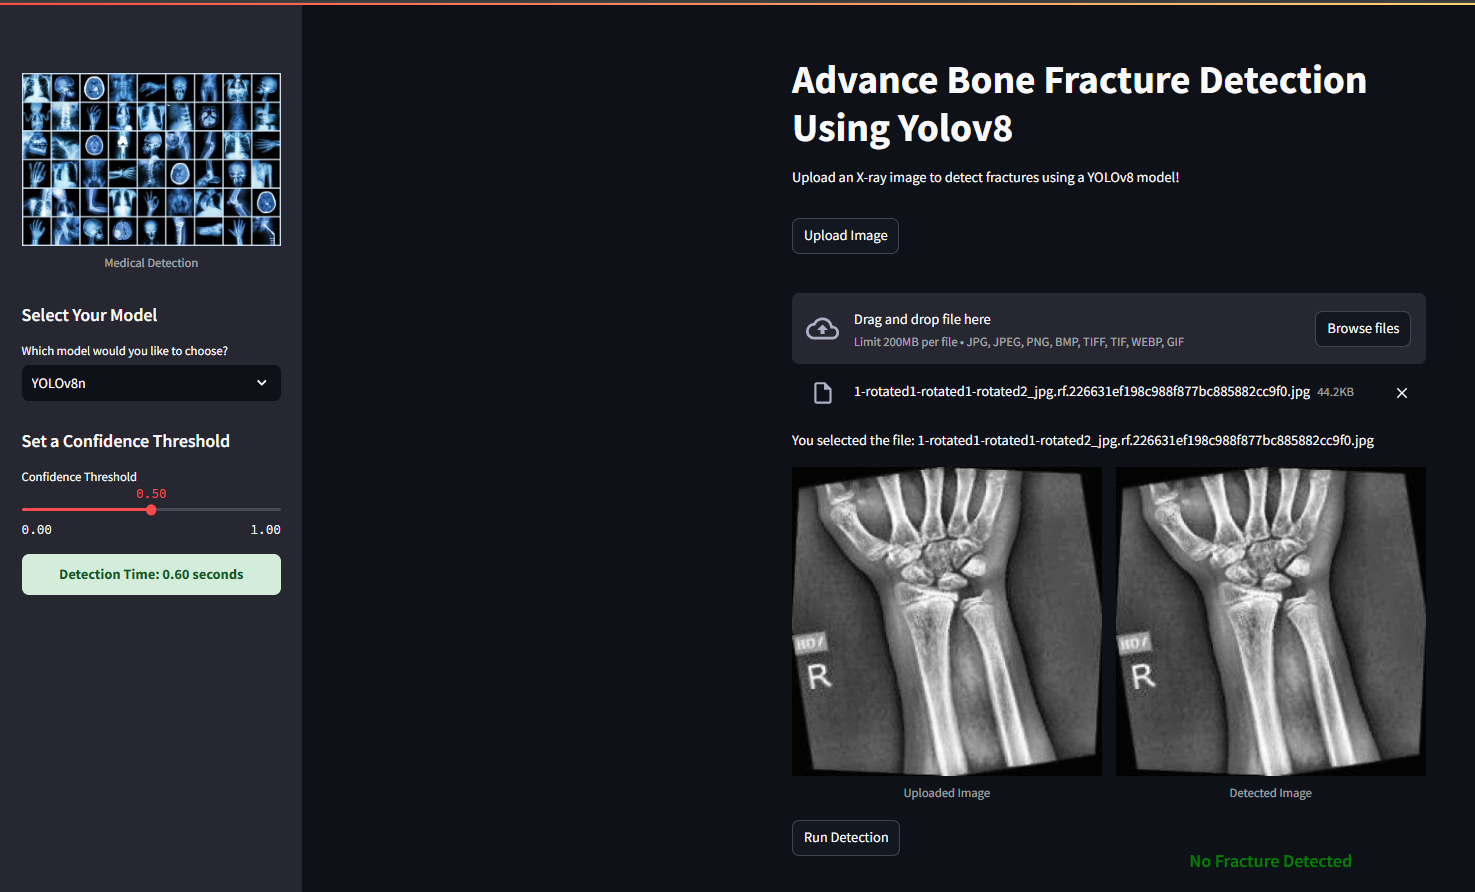 Medical Detection
Select Your Model
Which model would you like to choose?
YOLOv8n
Set a Confidence Threshold
Confidence Threshold
0.50
0.00 1.00
Detection Time: 0.60 seconds
Advance Bone Fracture Detection
Using Yolov8
Upload an X-ray image to detect fractures using a YOLOv8 model!
Upload Image
Drag and drop file here
Limit 200MB per file • JPG, JPEG, PNG, BMP, TIFF, TIF, WEBP, GIF
Browse files
1-rotated1-rotated1-rotated2_jpg.rf.226631ef198c988f877bc885882cc9f0.jpg 44.2KB
You selected the file: 1-rotated1-rotated1-rotated2_jpg.rf.226631ef198c988f877bc885882cc9f0.jpg
R
R
Uploaded Image
Detected Image
Run Detection
No Fracture Detected